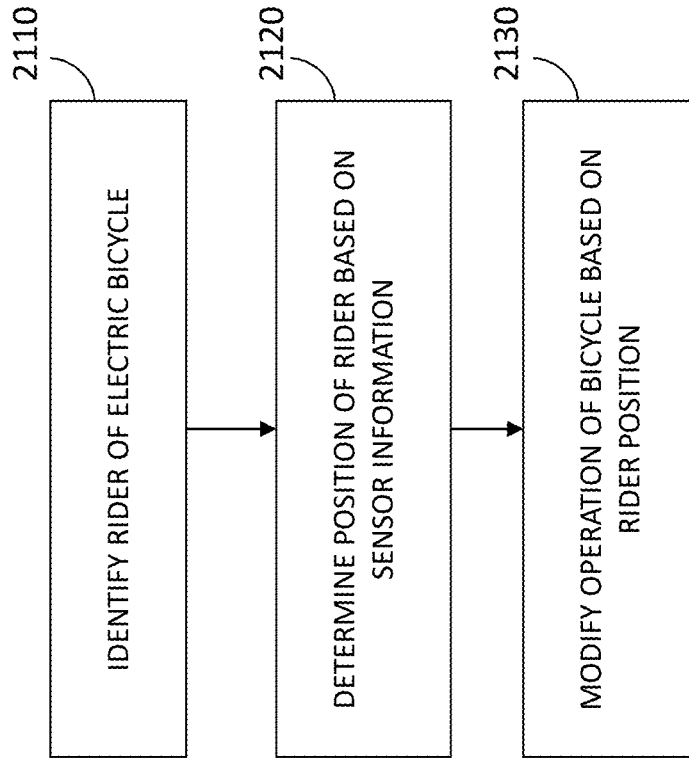 2110
IDENTIFY RIDER OF ELECTRIC BICYCLE
2120
DETERMINE POSITION OF RIDER BASED ON
SENSOR INFORMATION
2130
MODIFY OPERATION OF BICYCLE BASED ON
RIDER POSITION